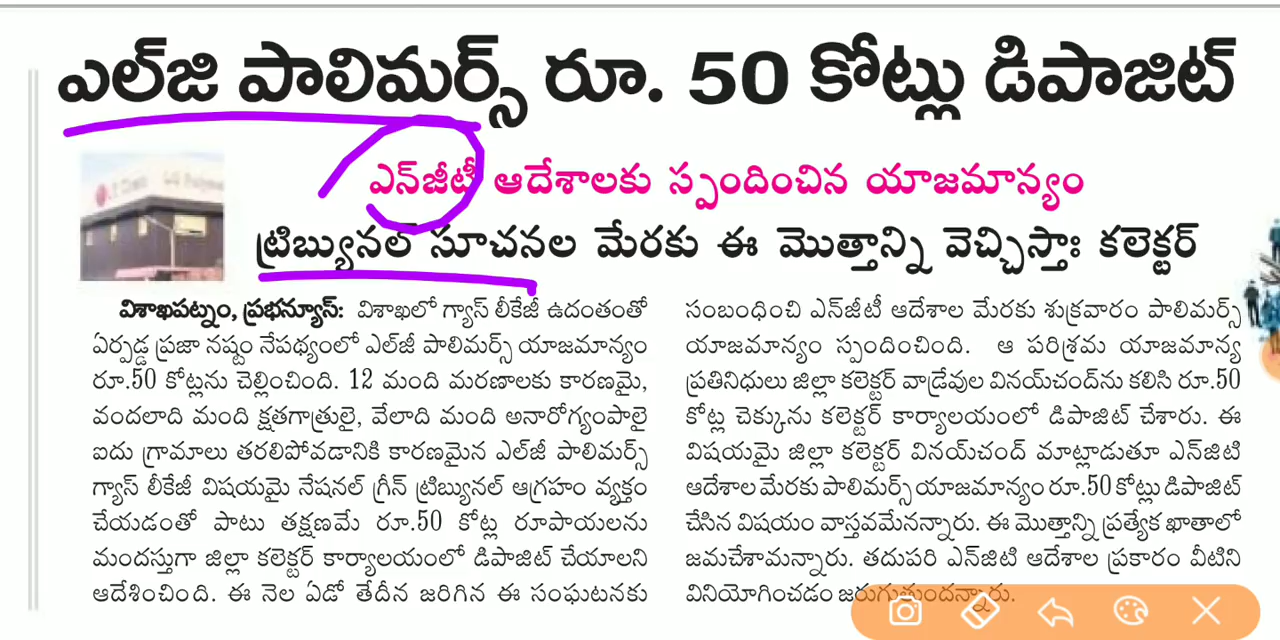 ఎల్‌జి పాలిమర్స్ రూ. 50 కోట్లు డిపాజిట్
ఎన్‌జీటీ ఆదేశాలకు స్పందించిన యాజమాన్యం
ట్రిబ్యునల్ సూచనల మేరకు ఈ మొత్తాన్ని వెచ్చిస్తాః కలెక్టర్
విశాఖపట్నం, ప్రభన్యూస్: విశాఖలో గ్యాస్ లీకేజీ ఉదంతంతో
ఏర్పడ్డ ప్రజా నష్టం నేపథ్యంలో ఎల్‌జీ పాలిమర్స్ యాజమాన్యం
రూ.50 కోట్లను చెల్లించింది. 12 మంది మరణాలకు కారణమై,
వందలాది మంది క్షతగాత్రులై, వేలాది మంది అనారోగ్యంపాలై
ఐదు గ్రామాలు తరలిపోవడానికి కారణమైన ఎల్‌జీ పాలిమర్స్
గ్యాస్ లీకేజీ విషయమై నేషనల్ గ్రీన్ ట్రిబ్యునల్ ఆగ్రహం వ్యక్తం
చేయడంతో పాటు తక్షణమే రూ.50 కోట్ల రూపాయలను
మందస్తుగా జిల్లా కలెక్టర్ కార్యాలయంలో డిపాజిట్ చేయాలని
ఆదేశించింది. ఈ నెల ఏడో తేదీన జరిగిన ఈ సంఘటనకు
సంబంధించి ఎన్‌జీటీ ఆదేశాల మేరకు శుక్రవారం పాలిమర్స్
యాజమాన్యం స్పందించింది. ఆ పరిశ్రమ యాజమాన్య
ప్రతినిధులు జిల్లా కలెక్టర్ వాడ్రేవుల వినయ్‌చంద్‌ను కలిసి రూ.50
కోట్ల చెక్కును కలెక్టర్ కార్యాలయంలో డిపాజిట్ చేశారు. ఈ
విషయమై జిల్లా కలెక్టర్ వినయ్‌చంద్ మాట్లాడుతూ ఎన్‌జిటి
ఆదేశాల మేరకు పాలిమర్స్ యాజమాన్యం రూ.50 కోట్లు డిపాజిట్
చేసిన విషయం వాస్తవమేనన్నారు. ఈ మొత్తాన్ని ప్రత్యేక ఖాతాలో
జమచేశామన్నారు. తదుపరి ఎన్‌జిటి ఆదేశాల ప్రకారం వీటిని
వినియోగించడం జరుగుతుందన్నారు.